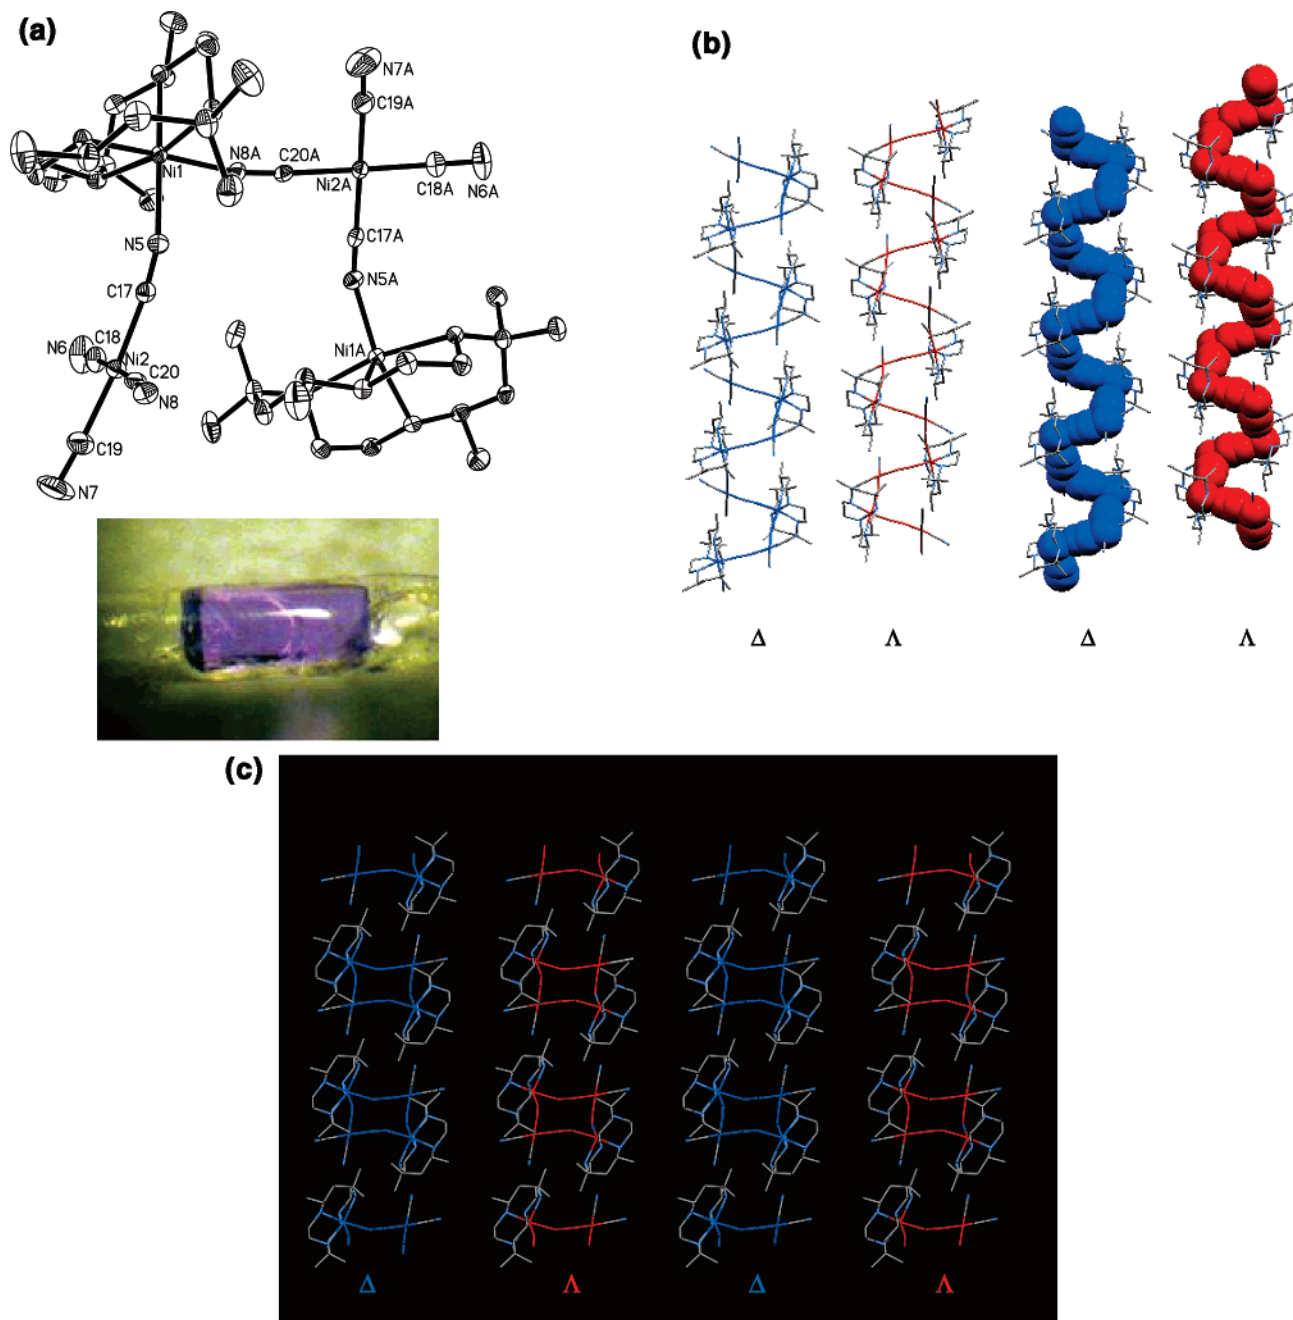 (a)
(b)
N7A
C19A
N8A
C20A
Ni1
Ni2A
C18A
N6A
N5
C17A
N5A
C17
C18
N6
Ni2
C20
N8
Ni1A
C19
N7
Δ Λ Δ Λ
(c)
Δ Λ Δ Λ